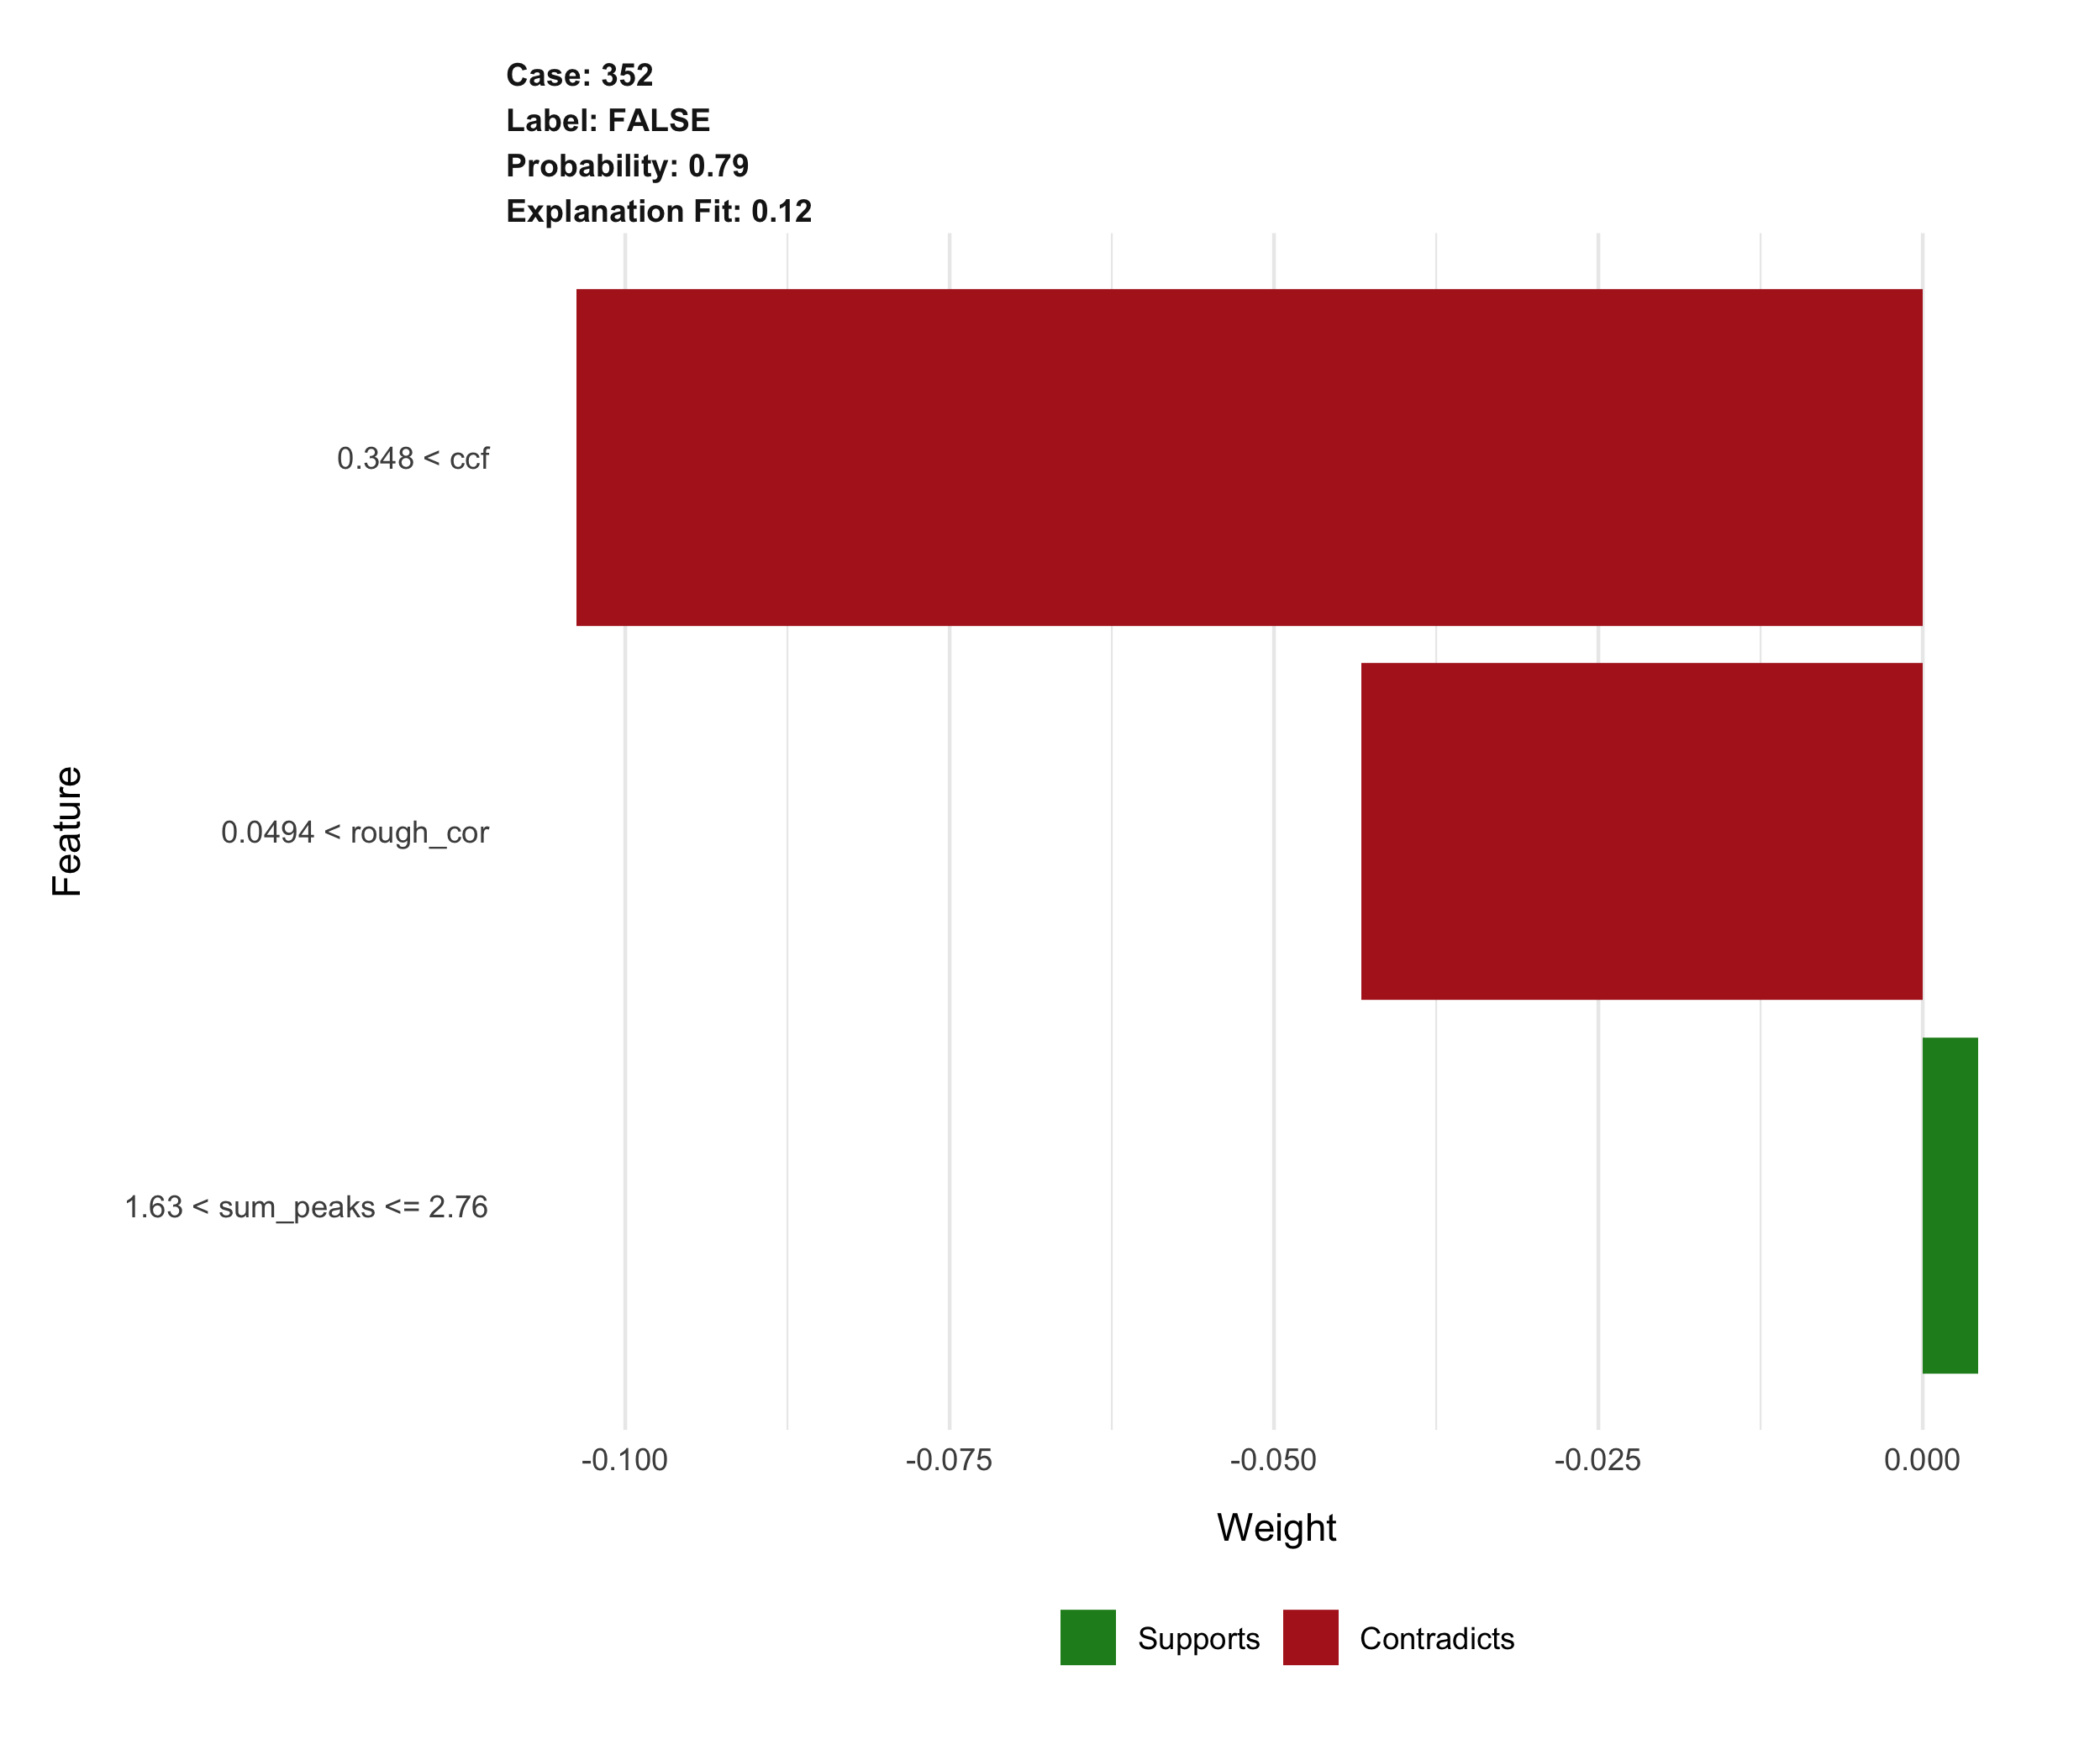 Case: 352
Label: FALSE
Probability: 0.79
Explanation Fit: 0.12
0.348 < ccf
0.0494 < rough_cor
1.63 < sum_peaks <= 2.76
Feature
-0.100 -0.075 -0.050 -0.025 0.000
Weight
Supports Contradicts